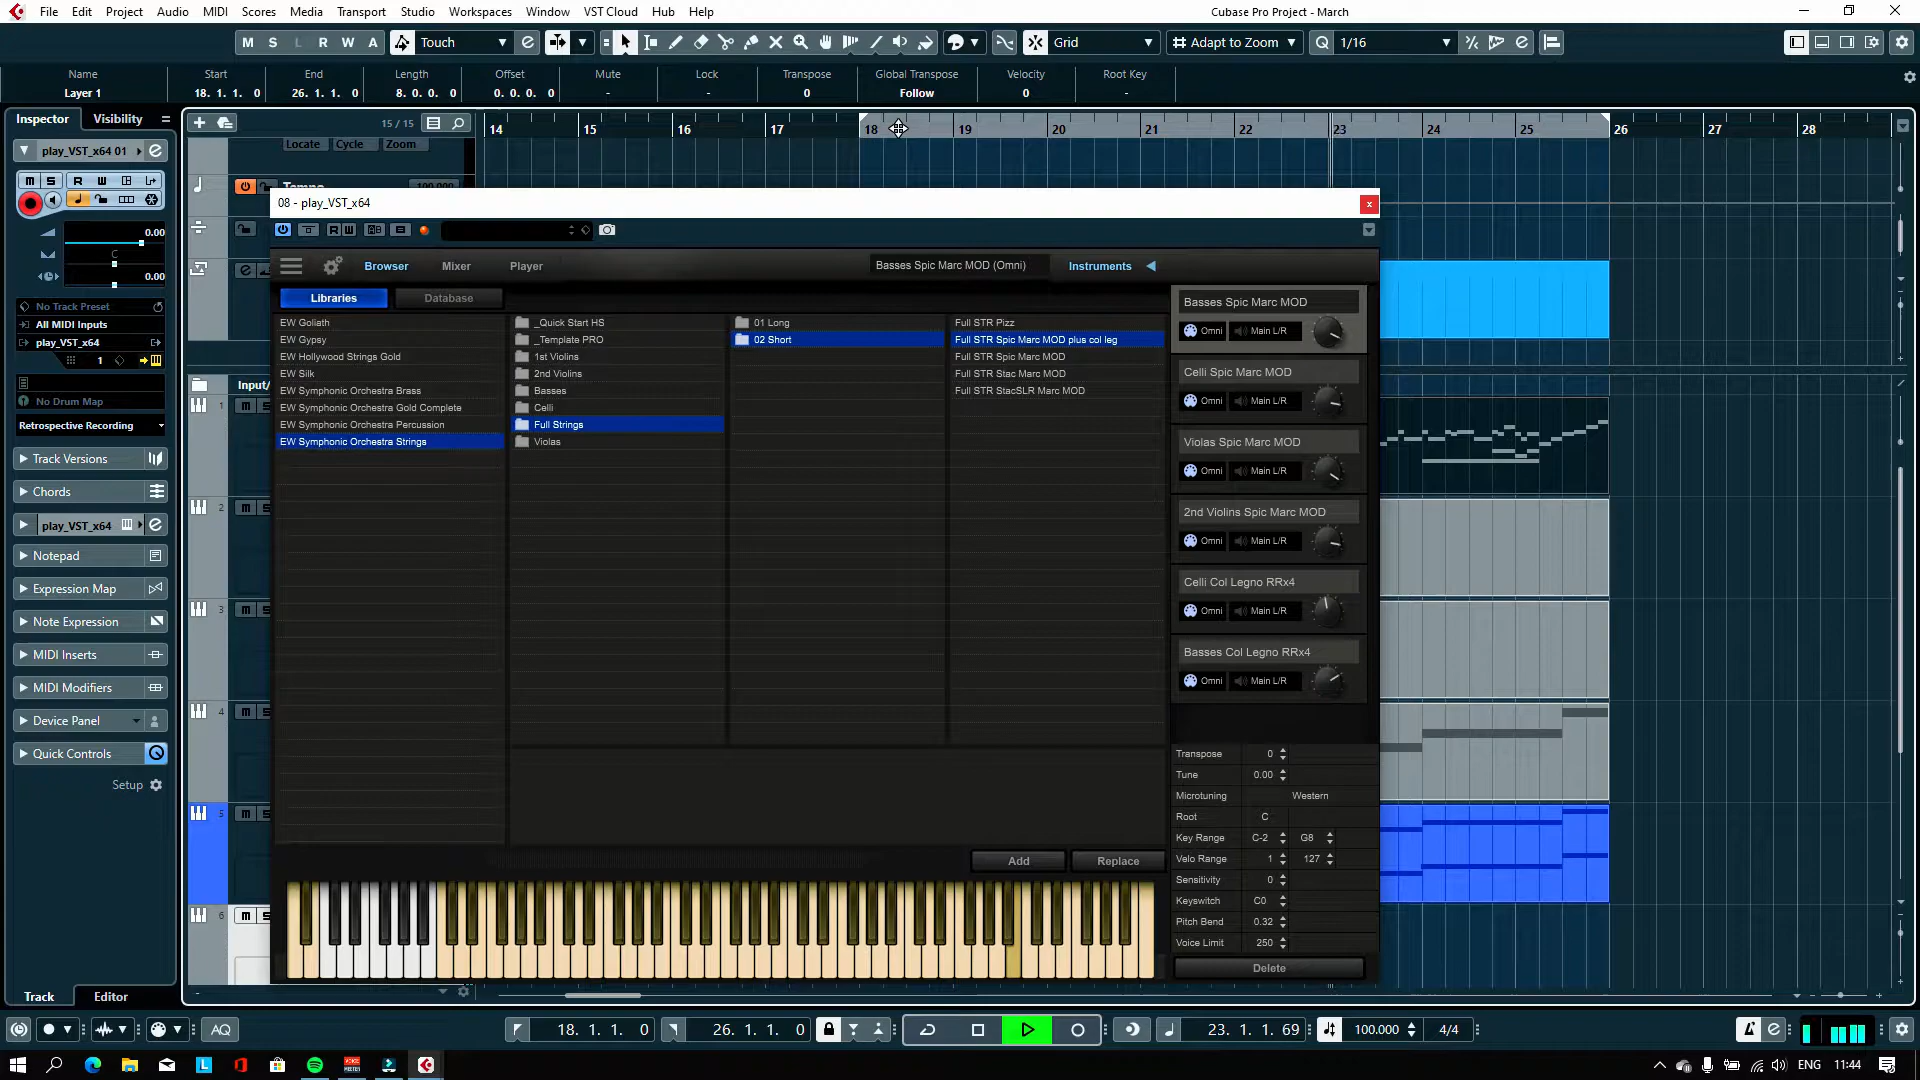 File Edit Project Audio MIDI Scores Media Transport Studio Workspaces Window VST Cloud Hub Help Cubase Pro Project - March
M S L R W A Touch Grid Adapt to Zoom Q 1/16
Name Start End Length Offset Mute Lock Transpose Global Transpose Velocity Root Key
Layer 1 18. 1. 1. 0 26. 1. 1. 0 8. 0. 0. 0 0. 0. 0. 0 - - 0 Follow 0 -
Inspector Visibility 15 / 15 14 15 16 17 18 19 20 21 22 23 24 25 26 27 28
play_VST_x64 01 Locate Cycle Zoom
M S R W
Tempo 100.000
08 - play_VST_x64
R W
0.00
C
0.00
Browser Mixer Player Basses Spic Marc MOD (Omni) Instruments
Libraries Database
No Track Preset
All MIDI Inputs
play_VST_x64
1
No Drum Map
Retrospective Recording
Track Versions
Chords
play_VST_x64
Notepad
Expression Map
Note Expression
MIDI Inserts
MIDI Modifiers
Device Panel
Quick Controls
Setup
Input/
1
2
3
4
5
6
EW Goliath
EW Gypsy
EW Hollywood Strings Gold
EW Silk
EW Symphonic Orchestra Brass
EW Symphonic Orchestra Gold Complete
EW Symphonic Orchestra Percussion
EW Symphonic Orchestra Strings
_Quick Start HS
_Template PRO
1st Violins
2nd Violins
Basses
Celli
Full Strings
Violas
01 Long
02 Short
Full STR Pizz
Full STR Spic Marc MOD plus col leg
Full STR Spic Marc MOD
Full STR Stac Marc MOD
Full STR StacSLR Marc MOD
Basses Spic Marc MOD
Omni Main L/R
Celli Spic Marc MOD
Omni Main L/R
Violas Spic Marc MOD
Omni Main L/R
2nd Violins Spic Marc MOD
Omni Main L/R
Celli Col Legno RRx4
Omni Main L/R
Basses Col Legno RRx4
Omni Main L/R
Transpose 0
Tune 0.00
Microtuning Western
Root C
Key Range C-2 G8
Velo Range 1 127
Sensitivity 0
Keyswitch C0
Pitch Bend 0.32
Voice Limit 250
Add Replace
Delete
Track Editor
AQ 18. 1. 1. 0 26. 1. 1. 0 23. 1. 1. 69 100.000 4/4
ENG 11:44